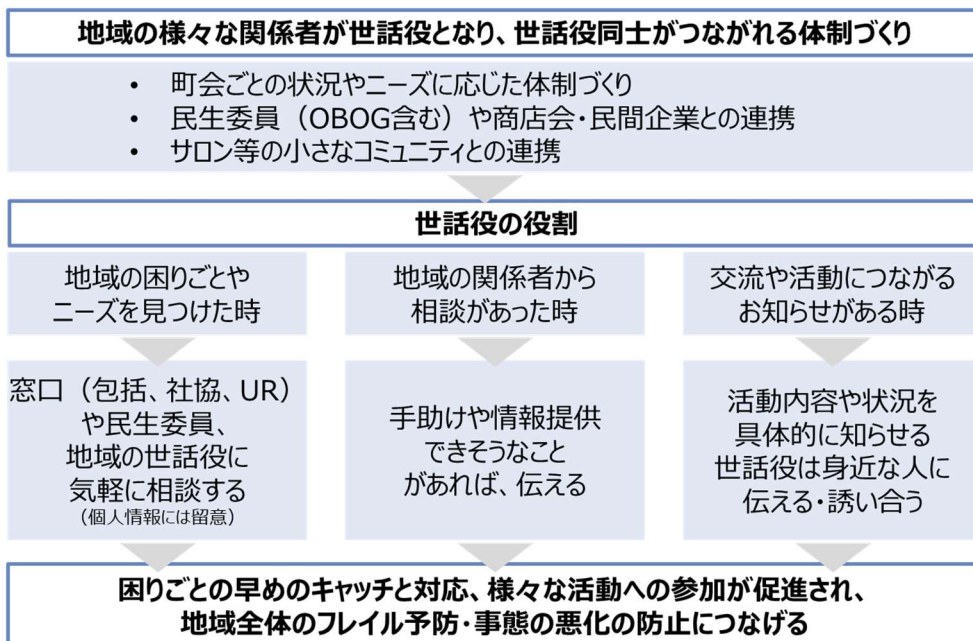 地域の様々な関係者が世話役となり、世話役同士がつながれる体制づくり
• 町会ごとの状況やニーズに応じた体制づくり
• 民生委員（OBOG含む）や商店会・民間企業との連携
• サロン等の小さなコミュニティとの連携
世話役の役割
地域の困りごとや
ニーズを見つけた時
窓口（包括、社協、UR）
や民生委員、
地域の世話役に
気軽に相談する
（個人情報には留意）
地域の関係者から
相談があった時
手助けや情報提供
できそうなこと
があれば、伝える
交流や活動につながる
お知らせがある時
活動内容や状況を
具体的に知らせる
世話役は身近な人に
伝える・誘い合う
困りごとの早めのキャッチと対応、様々な活動への参加が促進され、
地域全体のフレイル予防・事態の悪化の防止につなげる